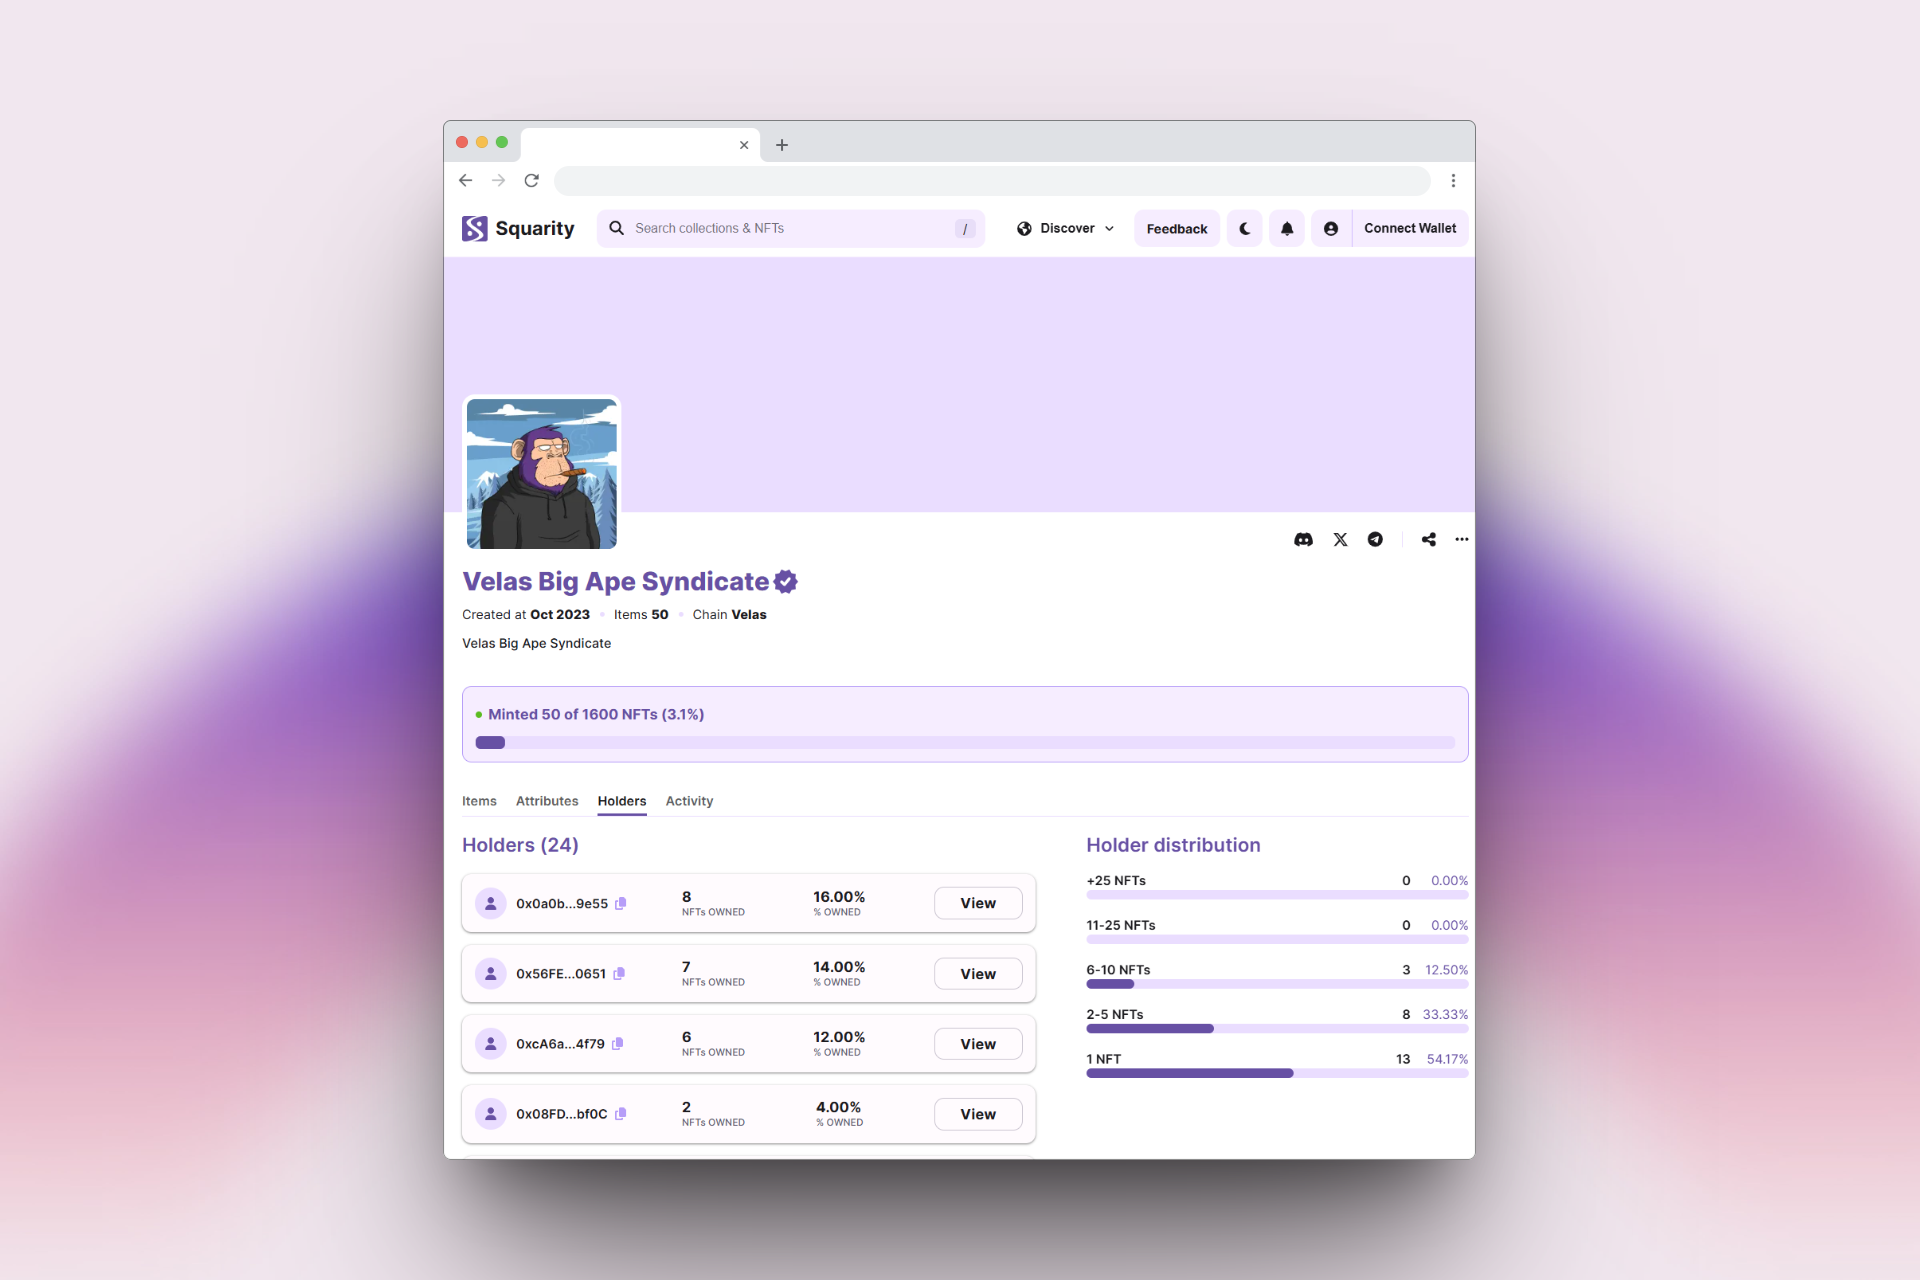 Squarity
Search collections & NFTs
/
Discover
Feedback
Connect Wallet
Velas Big Ape Syndicate
Created at Oct 2023 • Items 50 • Chain Velas
Velas Big Ape Syndicate
Minted 50 of 1600 NFTs (3.1%)
Items
Attributes
Holders
Activity
Holders (24)
0x0a0b...9e55
8
NFTs OWNED
16.00%
% OWNED
View
0x56FE...0651
7
NFTs OWNED
14.00%
% OWNED
View
0xcA6a...4f79
6
NFTs OWNED
12.00%
% OWNED
View
0x08FD...bf0C
2
NFTs OWNED
4.00%
% OWNED
View
Holder distribution
+25 NFTs 0 0.00%
11-25 NFTs 0 0.00%
6-10 NFTs 3 12.50%
2-5 NFTs 8 33.33%
1 NFT 13 54.17%